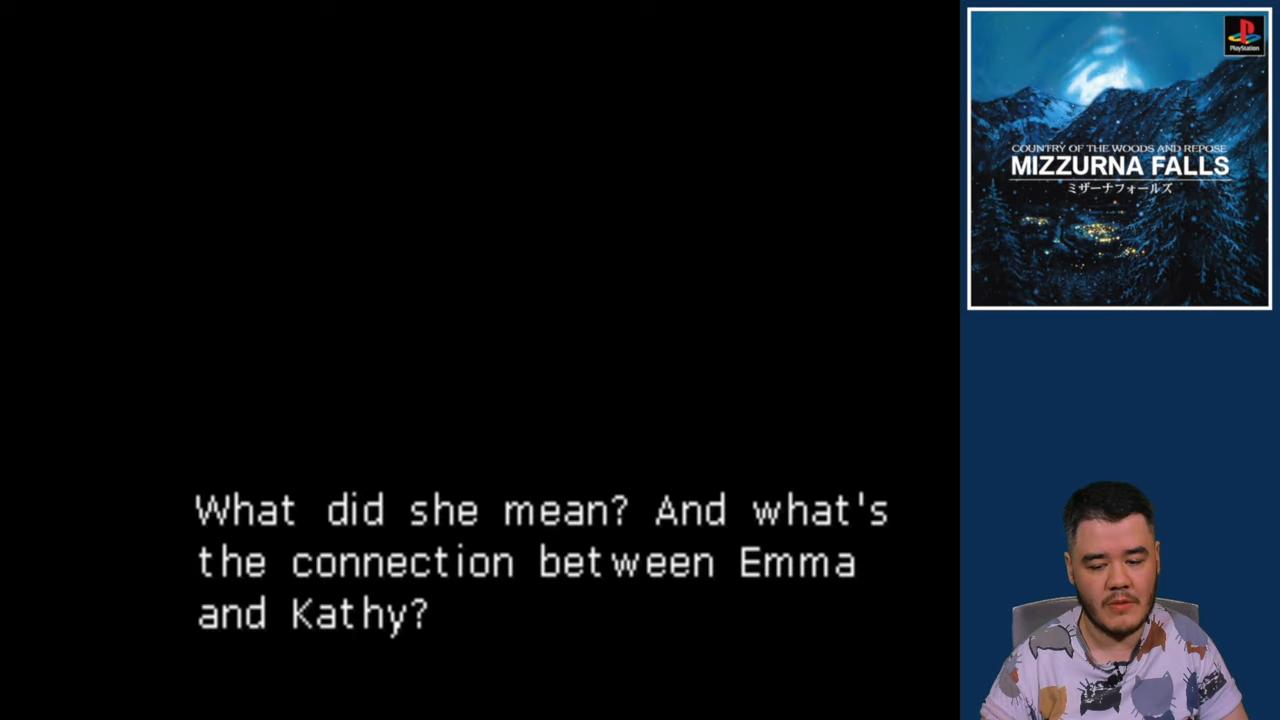 What did she mean? And what's
the connection between Emma
and Kathy?
PlayStation
COUNTRY OF THE WOODS AND REPOSE
MIZZURNA FALLS
ミザーナフォールズ